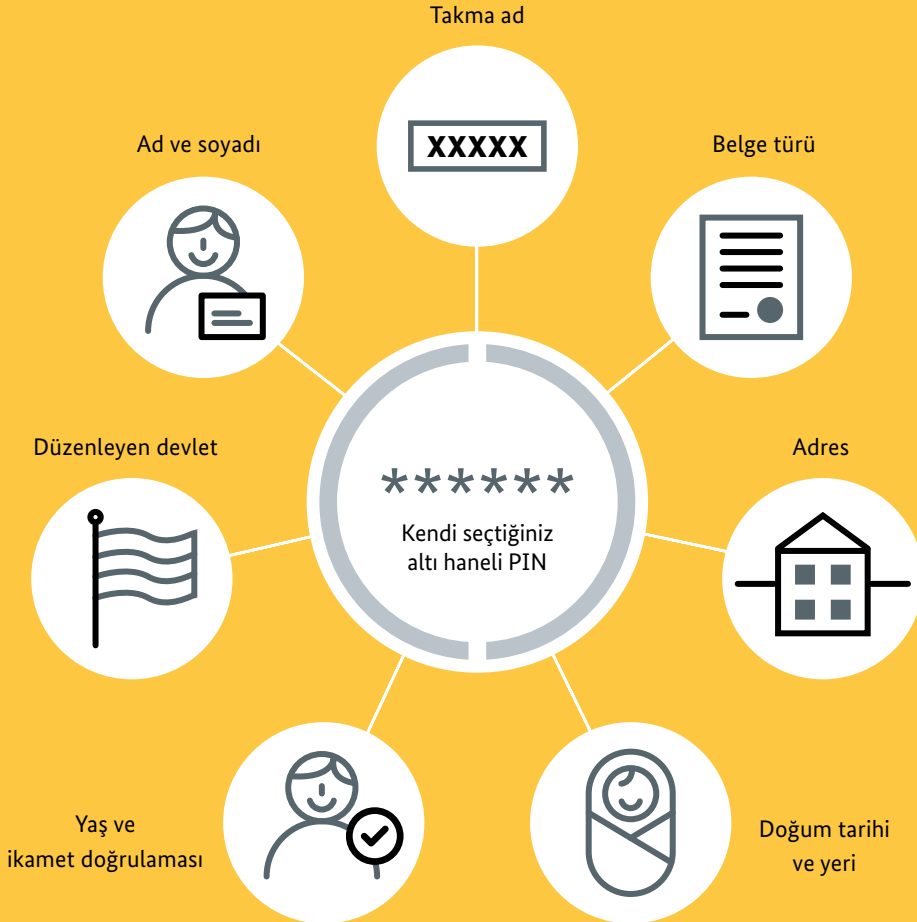 Takma ad
XXXXX
Ad ve soyadı
Belge türü
Düzenleyen devlet
Adres
******
Kendi seçtiğiniz
altı haneli PIN
Yaş ve
ikamet doğrulaması
Doğum tarihi
ve yeri